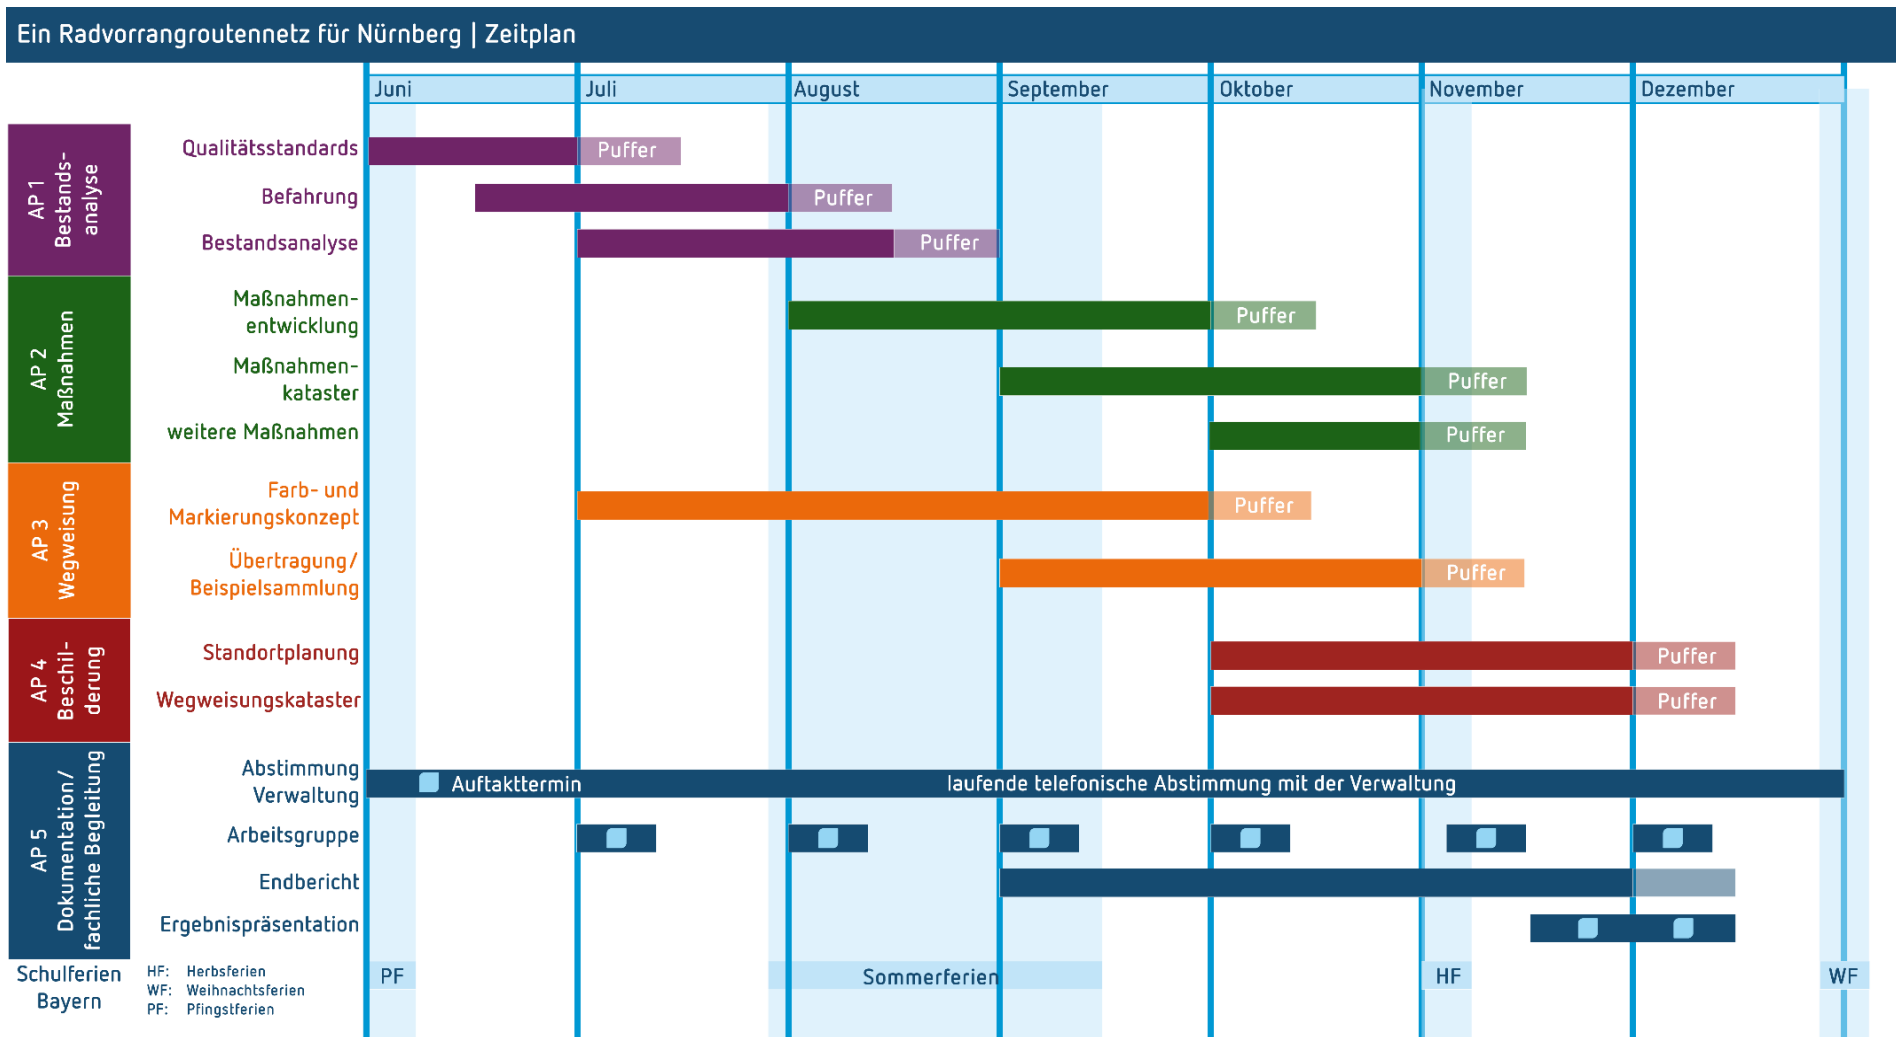 Ein Radvorrangroutennetz für Nürnberg | Zeitplan
Juni Juli August September Oktober November Dezember
AP 1
Bestands-
analyse
Qualitätsstandards
Puffer
Befahrung
Puffer
Bestandsanalyse
Puffer
AP 2
Maßnahmen
Maßnahmen-
entwicklung
Puffer
Maßnahmen-
kataster
Puffer
weitere Maßnahmen
Puffer
AP 3
Wegweisung
Farb- und
Markierungskonzept
Puffer
Übertragung/
Beispielsammlung
Puffer
AP 4
Beschil-
derung
Standortplanung
Puffer
Wegweisungskataster
Puffer
AP 5
Dokumentation/
fachliche Begleitung
Abstimmung
Verwaltung
Auftakttermin
laufende telefonische Abstimmung mit der Verwaltung
Arbeitsgruppe
Endbericht
Ergebnispräsentation
Schulferien
Bayern
HF: Herbsferien
WF: Weihnachtsferien
PF: Pfingstferien
PF
Sommerferien
HF
WF